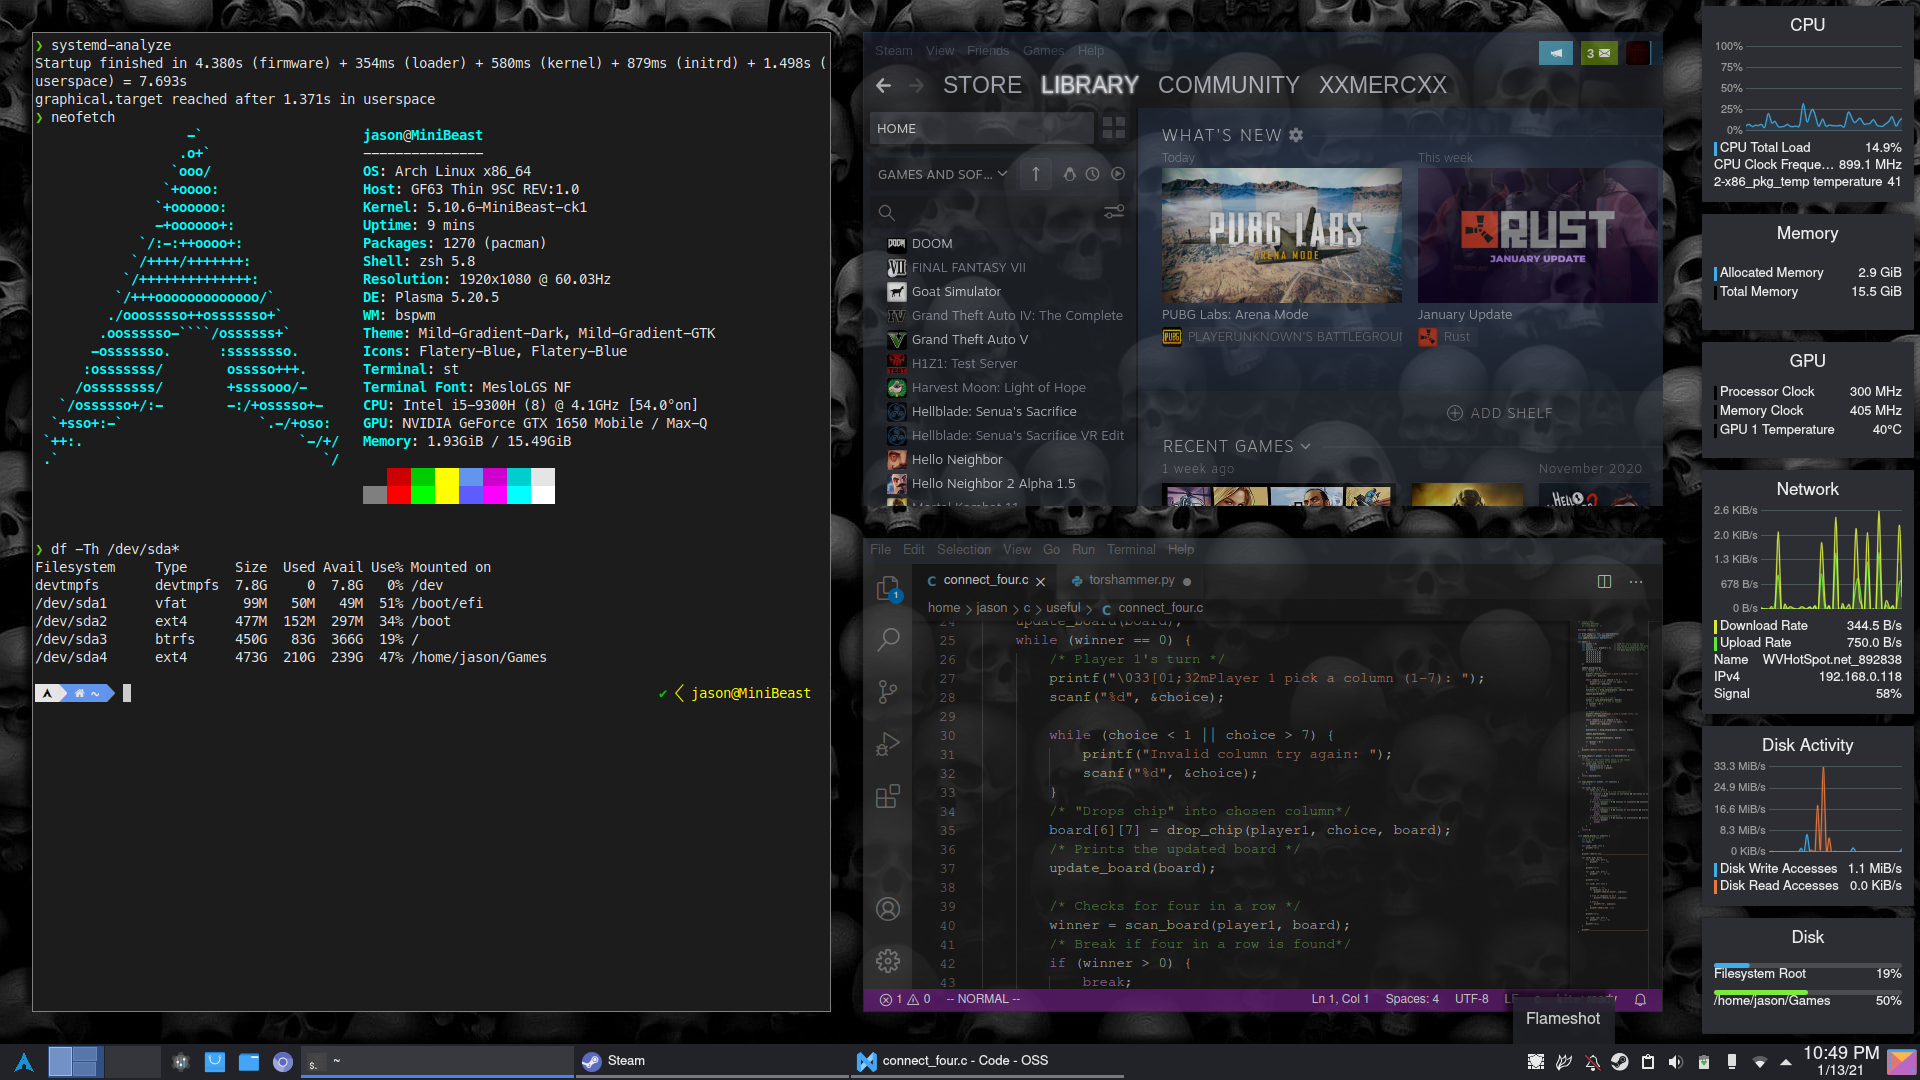 ❯ systemd-analyze
Startup finished in 4.380s (firmware) + 354ms (loader) + 580ms (kernel) + 879ms (initrd) + 1.498s (
userspace) = 7.693s
graphical.target reached after 1.371s in userspace
❯ neofetch
jason@MiniBeast
---------------
OS: Arch Linux x86_64
Host: GF63 Thin 9SC REV:1.0
Kernel: 5.10.6-MiniBeast-ck1
Uptime: 9 mins
Packages: 1270 (pacman)
Shell: zsh 5.8
Resolution: 1920x1080 @ 60.03Hz
DE: Plasma 5.20.5
WM: bspwm
Theme: Mild-Gradient-Dark, Mild-Gradient-GTK
Icons: Flatery-Blue, Flatery-Blue
Terminal: st
Terminal Font: MesloLGS NF
CPU: Intel i5-9300H (8) @ 4.1GHz [54.0°on]
GPU: NVIDIA GeForce GTX 1650 Mobile / Max-Q
Memory: 1.93GiB / 15.49GiB
❯ df -Th /dev/sda*
Filesystem Type Size Used Avail Use% Mounted on
devtmpfs devtmpfs 7.8G 0 7.8G 0% /dev
/dev/sda1 vfat 99M 50M 49M 51% /boot/efi
/dev/sda2 ext4 477M 152M 297M 34% /boot
/dev/sda3 btrfs 450G 83G 366G 19% /
/dev/sda4 ext4 473G 210G 239G 47% /home/jason/Games
~ ✔ jason@MiniBeast
Steam View Friends Games Help
3
STORE LIBRARY COMMUNITY XXMERCXX
HOME
GAMES AND SOF...
DOOM
FINAL FANTASY VII
Goat Simulator
Grand Theft Auto IV: The Complete
Grand Theft Auto V
H1Z1: Test Server
Harvest Moon: Light of Hope
Hellblade: Senua's Sacrifice
Hellblade: Senua's Sacrifice VR Edit
Hello Neighbor
Hello Neighbor 2 Alpha 1.5
Mortal Kombat 11
WHAT'S NEW
Today
This week
PUBG LABS
ARENA MODE
RUST
JANUARY UPDATE
PUBG Labs: Arena Mode
January Update
PLAYERUNKNOWN'S BATTLEGROU
Rust
ADD SHELF
RECENT GAMES
1 week ago
November 2020
HELLO
File Edit Selection View Go Run Terminal Help
1
C connect_four.c
torshammer.py
home > jason > c > useful > C connect_four.c
24 update_board(board);
25 while (winner == 0) {
26 /* Player 1's turn */
27 printf("\033[01;32mPlayer 1 pick a column (1-7): ");
28 scanf("%d", &choice);
29
30 while (choice < 1 || choice > 7) {
31 printf("Invalid column try again: ");
32 scanf("%d", &choice);
33 }
34 /* "Drops chip" into chosen column*/
35 board[6][7] = drop_chip(player1, choice, board);
36 /* Prints the updated board */
37 update_board(board);
38
39 /* Checks for four in a row */
40 winner = scan_board(player1, board);
41 /* Break if four in a row is found*/
42 if (winner > 0) {
43 break;
1 0 -- NORMAL -- Ln 1, Col 1 Spaces: 4 UTF-8 LF
Flameshot
CPU
100%
75%
50%
25%
0%
CPU Total Load 14.9%
CPU Clock Freque... 899.1 MHz
2-x86_pkg_temp temperature 41
Memory
Allocated Memory 2.9 GiB
Total Memory 15.5 GiB
GPU
Processor Clock 300 MHz
Memory Clock 405 MHz
GPU 1 Temperature 40°C
Network
2.6 KiB/s
2.0 KiB/s
1.3 KiB/s
678 B/s
0 B/s
Download Rate 344.5 B/s
Upload Rate 750.0 B/s
Name WVHotSpot.net_892838
IPv4 192.168.0.118
Signal 58%
Disk Activity
33.3 MiB/s
24.9 MiB/s
16.6 MiB/s
8.3 MiB/s
0 KiB/s
Disk Write Accesses 1.1 MiB/s
Disk Read Accesses 0.0 KiB/s
Disk
Filesystem Root 19%
/home/jason/Games 50%
s. ~
Steam
connect_four.c - Code - OSS
10:49 PM
1/13/21